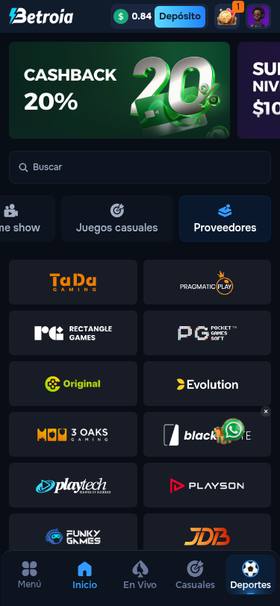 Betroia
$ 0.84 Depósito
1
CASHBACK
20%
20
SU
NIV
$10
Buscar
me show
Juegos casuales
Proveedores
TaDa
GAMING
PRAGMATIC PLAY
RG RECTANGLE
GAMES
PG POCKET™
GAMES
SOFT
Original
Evolution
3 OAKS
GAMING
black
playtech
PLAYSON
FUNKY
GAMES
JDB
Menú
Inicio
En Vivo
Casuales
Deportes